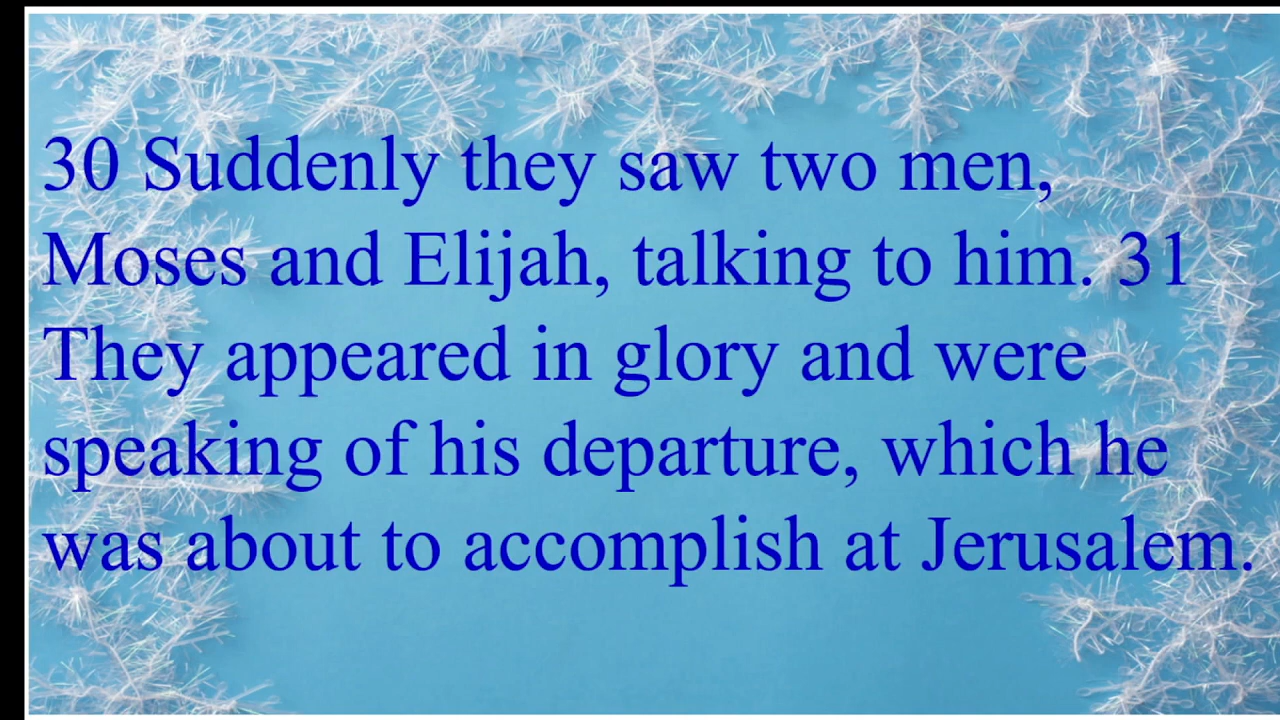 30 Suddenly they saw two men,
Moses and Elijah, talking to him. 31
They appeared in glory and were
speaking of his departure, which he
was about to accomplish at Jerusalem.